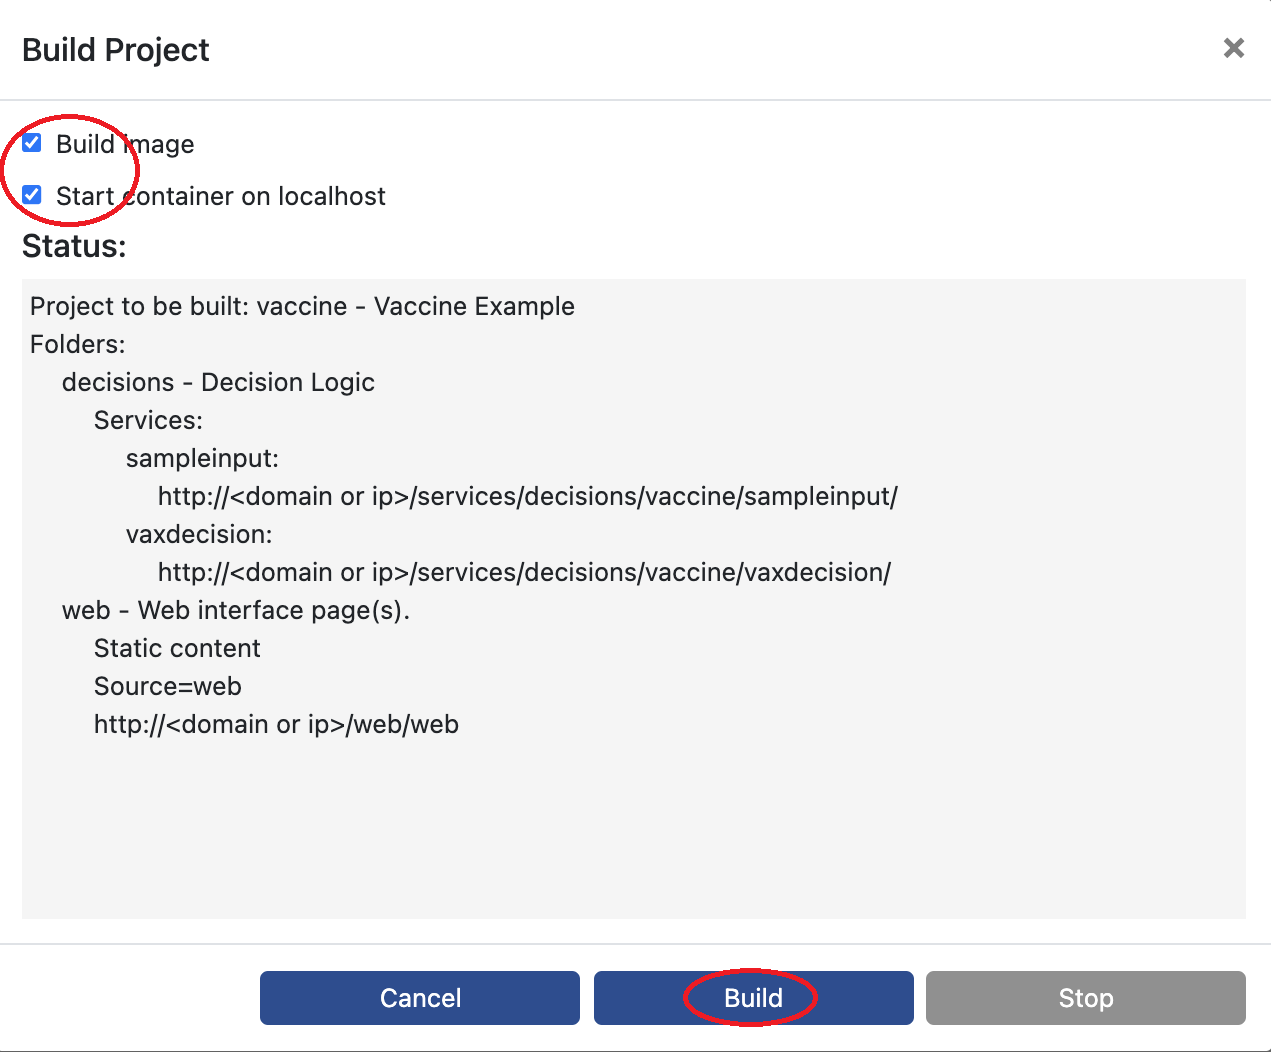 Build Project
Build image
Start container on localhost
Status:
Project to be built: vaccine - Vaccine Example
Folders:
decisions - Decision Logic
Services:
sampleinput:
http://<domain or ip>/services/decisions/vaccine/sampleinput/
vaxdecision:
http://<domain or ip>/services/decisions/vaccine/vaxdecision/
web - Web interface page(s).
Static content
Source=web
http://<domain or ip>/web/web
Cancel Build Stop